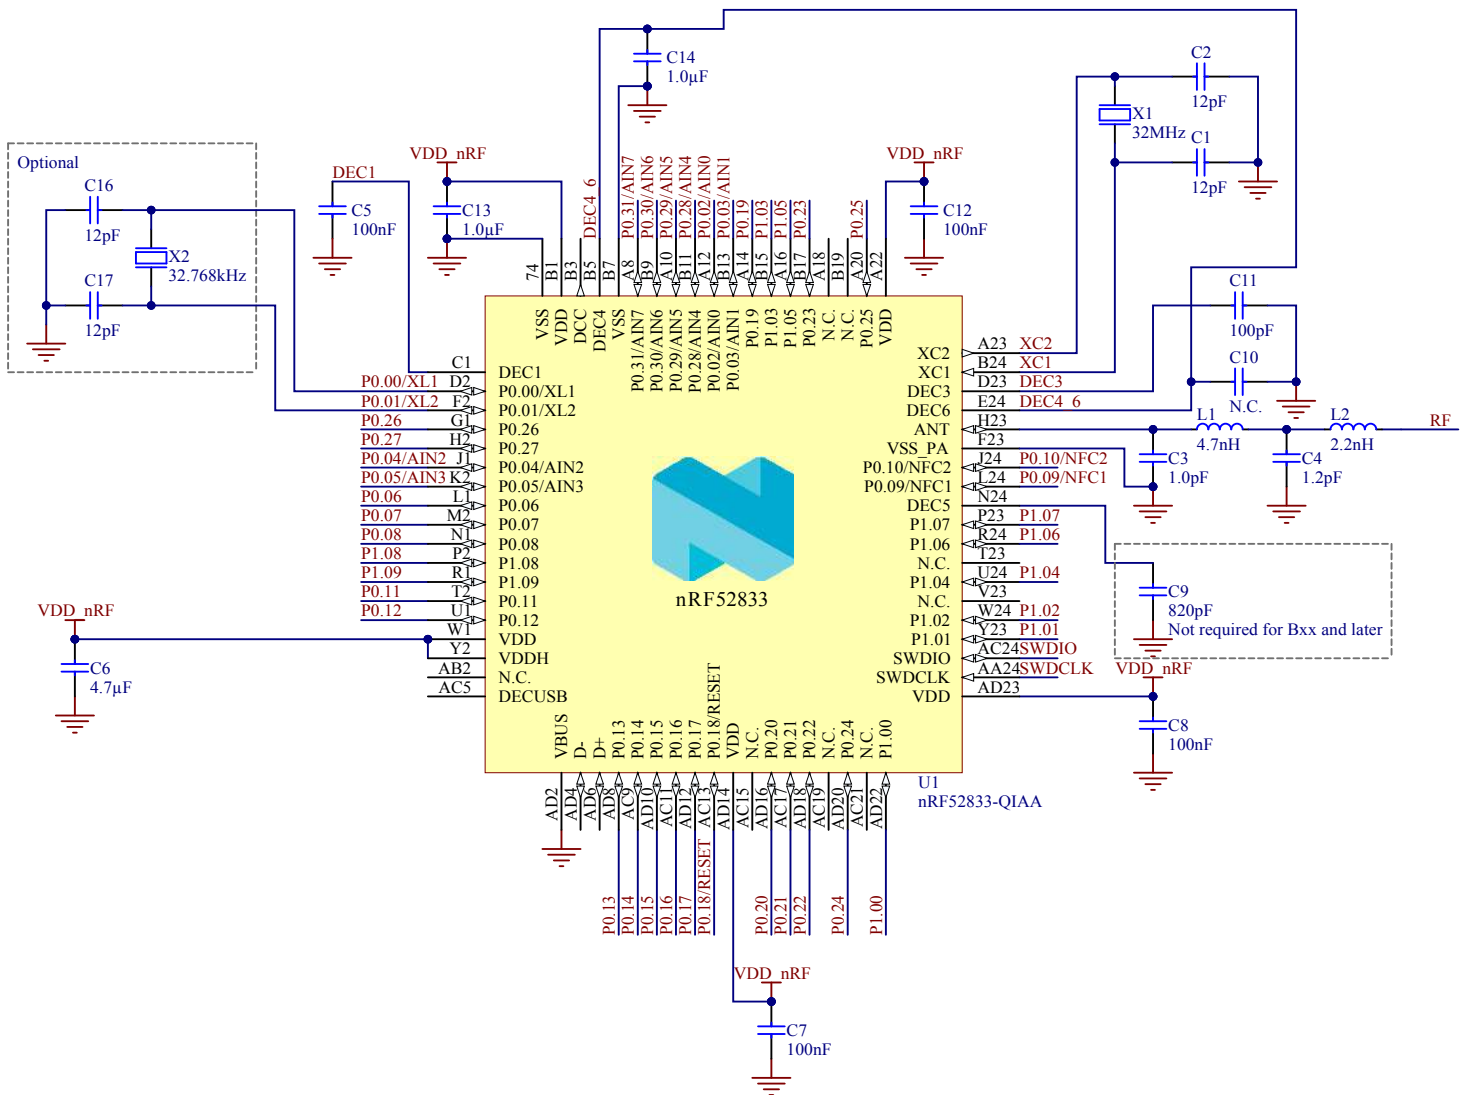 C14
1.0µF
C2
12pF
X1
32MHz
C1
12pF
Optional
C16
12pF
X2
32.768kHz
C17
12pF
DEC1
C5
100nF
VDD_nRF
C13
1.0µF
DEC4_6
P0.31/AIN7
P0.30/AIN6
P0.29/AIN5
P0.28/AIN4
P0.02/AIN0
P0.03/AIN1
P0.19
P1.03
P1.05
P0.23
P0.25
VDD_nRF
C12
100nF
74
B1
B3
B5
B7
A8
B9
A10
B11
A12
B13
A14
B15
A16
B17
A18
B19
A20
A22
VSS
VDD
DCC
DEC4
VSS
P0.31/AIN7
P0.30/AIN6
P0.29/AIN5
P0.28/AIN4
P0.02/AIN0
P0.03/AIN1
P0.19
P1.03
P1.05
P0.23
N.C.
N.C.
P0.25
VDD
C1 DEC1
P0.00/XL1 D2 P0.00/XL1
P0.01/XL2 F2 P0.01/XL2
P0.26 G1 P0.26
P0.27 H2 P0.27
P0.04/AIN2 J1 P0.04/AIN2
P0.05/AIN3 K2 P0.05/AIN3
P0.06 L1 P0.06
P0.07 M2 P0.07
P0.08 N1 P0.08
P1.08 P2 P1.08
P1.09 R1 P1.09
P0.11 T2 P0.11
P0.12 U1 P0.12
W1 VDD
Y2 VDDH
AB2 N.C.
AC5 DECUSB
VDD_nRF
C6
4.7µF
nRF52833
XC2 A23 XC2
XC1 B24 XC1
DEC3 D23 DEC3
DEC6 E24 DEC4_6
ANT H23
VSS_PA F23
P0.10/NFC2 J24 P0.10/NFC2
P0.09/NFC1 L24 P0.09/NFC1
DEC5 N24
P1.07 P23 P1.07
P1.06 R24 P1.06
N.C. T23
P1.04 U24 P1.04
N.C. V23
P1.02 W24 P1.02
P1.01 Y23 P1.01
SWDIO AC24 SWDIO
SWDCLK AA24 SWDCLK
VDD AD23
C11
100pF
C10
N.C.
L1
4.7nH
L2
2.2nH
RF
C3
1.0pF
C4
1.2pF
C9
820pF
Not required for Bxx and later
VDD_nRF
C8
100nF
VBUS
D-
D+
P0.13
P0.14
P0.15
P0.16
P0.17
P0.18/RESET
VDD
N.C.
P0.20
P0.21
P0.22
N.C.
P0.24
N.C.
P1.00
U1
nRF52833-QIAA
AD2
AD4
AD6
AD8
AC9
AD10
AC11
AD12
AC13
AD14
AC15
AD16
AC17
AD18
AC19
AD20
AC21
AD22
P0.13
P0.14
P0.15
P0.16
P0.17
P0.18/RESET
P0.20
P0.21
P0.22
P0.24
P1.00
VDD_nRF
C7
100nF